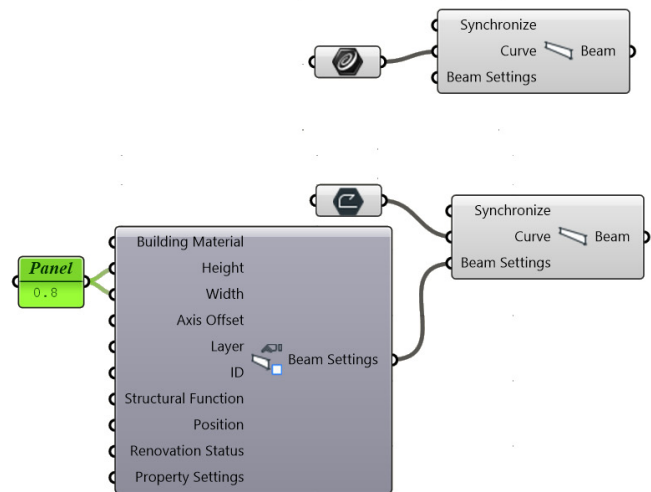 Synchronize
Curve
Beam
Beam Settings
Synchronize
Curve
Beam
Beam Settings
Panel
0.8
Building Material
Height
Width
Axis Offset
Layer
ID
Structural Function
Position
Renovation Status
Property Settings
Beam Settings